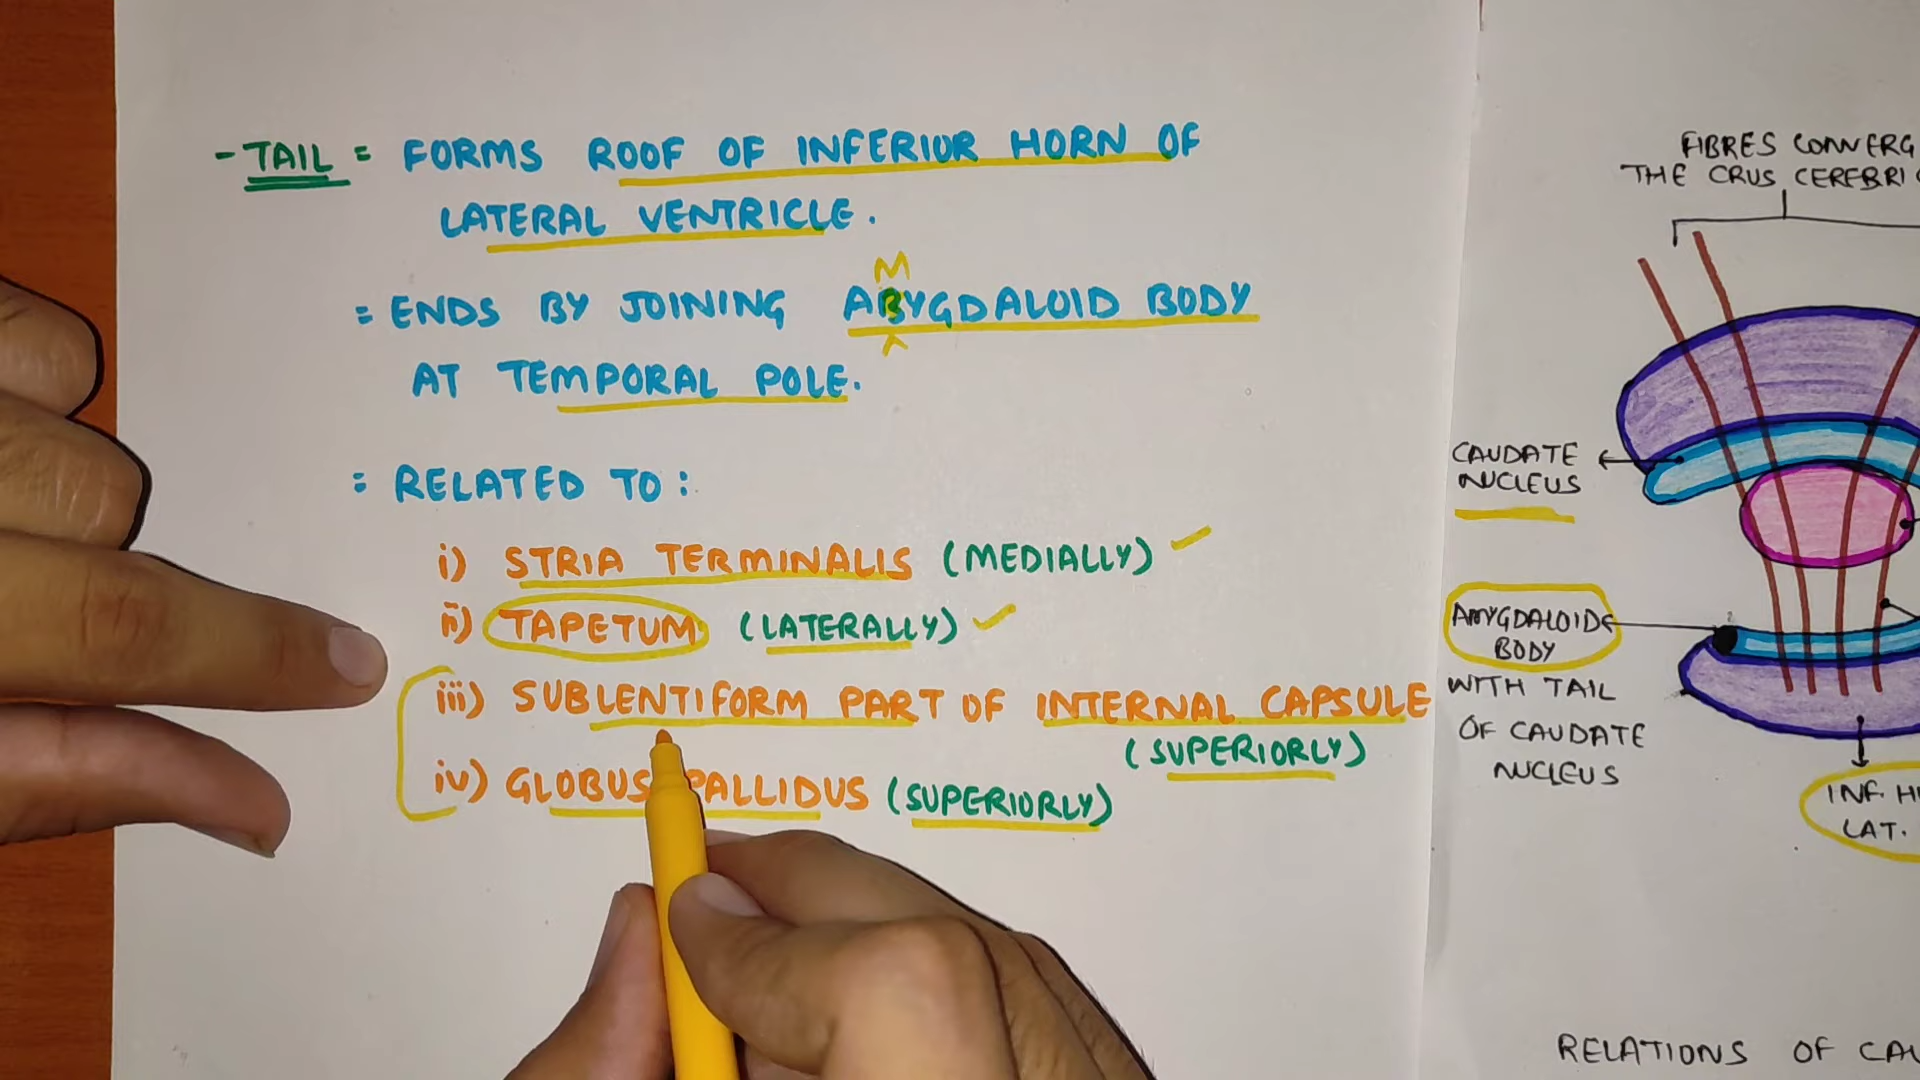 - TAIL = FORMS ROOF OF INFERIOR HORN OF
LATERAL VENTRICLE.
M
= ENDS BY JOINING ABYGDALOID BODY
AT TEMPORAL POLE.
= RELATED TO:
i) STRIA TERMINALIS (MEDIALLY)
ii) TAPETUM (LATERALLY)
iii) SUBLENTIFORM PART OF INTERNAL CAPSULE
(SUPERIORLY)
iv) GLOBUS PALLIDUS (SUPERIORLY)
FIBRES CONVERG
THE CRUS CEREBRI
CAUDATE
NUCLEUS
AMYGDALOID
BODY
WITH TAIL
OF CAUDATE
NUCLEUS
INF. H
LAT.
RELATIONS OF CAU